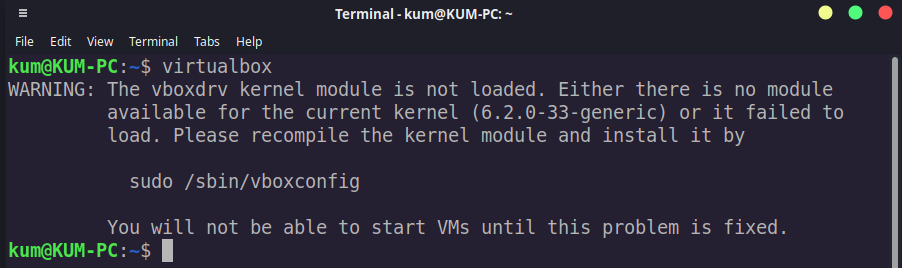 Terminal - kum@KUM-PC: ~
File Edit View Terminal Tabs Help
kum@KUM-PC:~$ virtualbox
WARNING: The vboxdrv kernel module is not loaded. Either there is no module
available for the current kernel (6.2.0-33-generic) or it failed to
load. Please recompile the kernel module and install it by
sudo /sbin/vboxconfig
You will not be able to start VMs until this problem is fixed.
kum@KUM-PC:~$